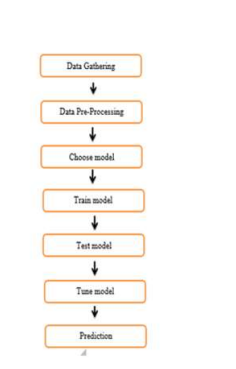 Data Gathering
Data Pre-Processing
Choose model
Train model
Test model
Tune model
Prediction